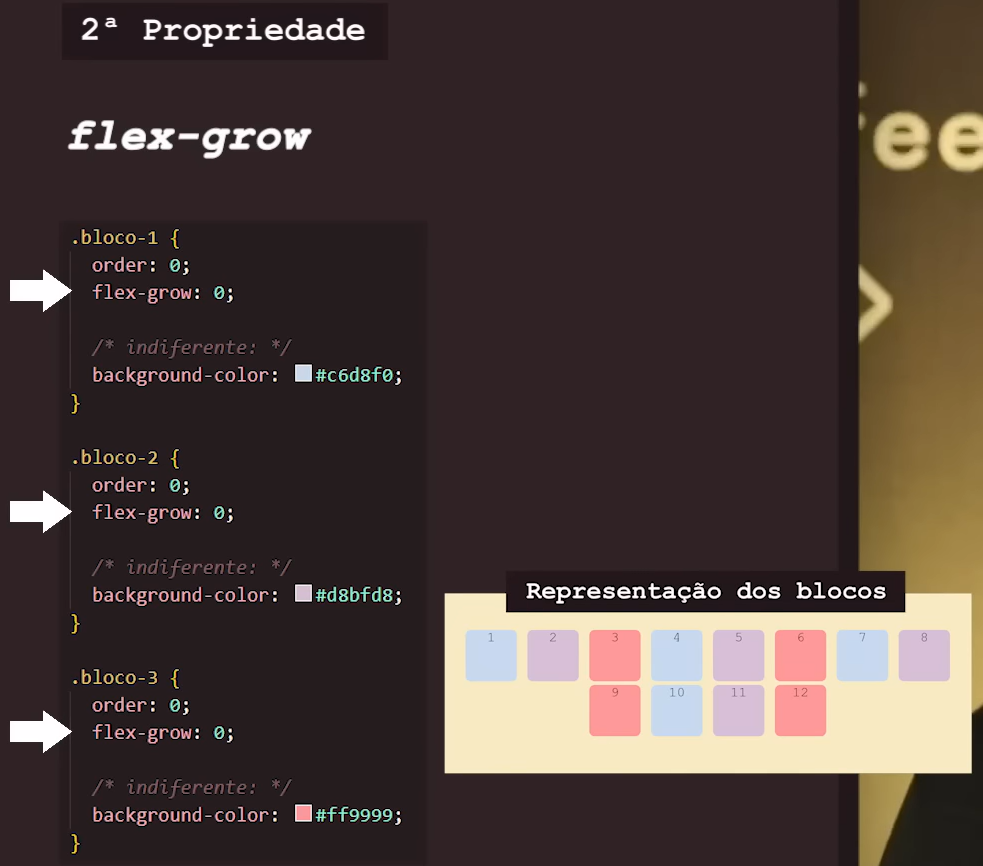 2ª Propriedade
flex-grow
ee
>
.bloco-1 {
order: 0;
flex-grow: 0;
/* indiferente: */
background-color: #c6d8f0;
}
.bloco-2 {
order: 0;
flex-grow: 0;
/* indiferente: */
background-color: #d8bfd8;
}
.bloco-3 {
order: 0;
flex-grow: 0;
/* indiferente: */
background-color: #ff9999;
}
Representação dos blocos
1 2 3 4 5 6 7 8
9 10 11 12